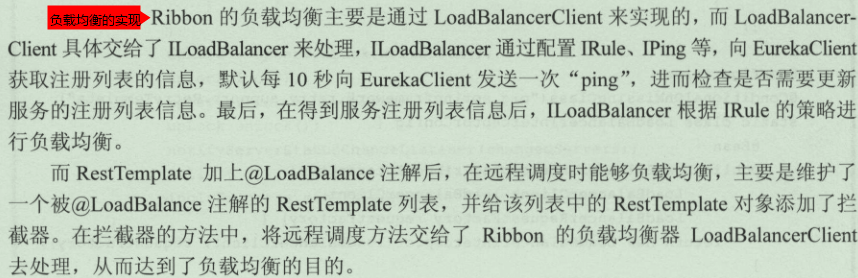 负载均衡的实现
Ribbon 的负载均衡主要是通过 LoadBalancerClient 来实现的，而 LoadBalancer-
Client 具体交给了 ILoadBalancer 来处理，ILoadBalancer 通过配置 IRule、IPing 等，向 EurekaClient
获取注册列表的信息，默认每 10 秒向 EurekaClient 发送一次“ping”，进而检查是否需要更新
服务的注册列表信息。最后，在得到服务注册列表信息后，ILoadBalancer 根据 IRule 的策略进
行负载均衡。
而 RestTemplate 加上@LoadBalance 注解后，在远程调度时能够负载均衡，主要是维护了
一个被@LoadBalance 注解的 RestTemplate 列表，并给该列表中的 RestTemplate 对象添加了拦
截器。在拦截器的方法中，将远程调度方法交给了 Ribbon 的负载均衡器 LoadBalancerClient
去处理，从而达到了负载均衡的目的。